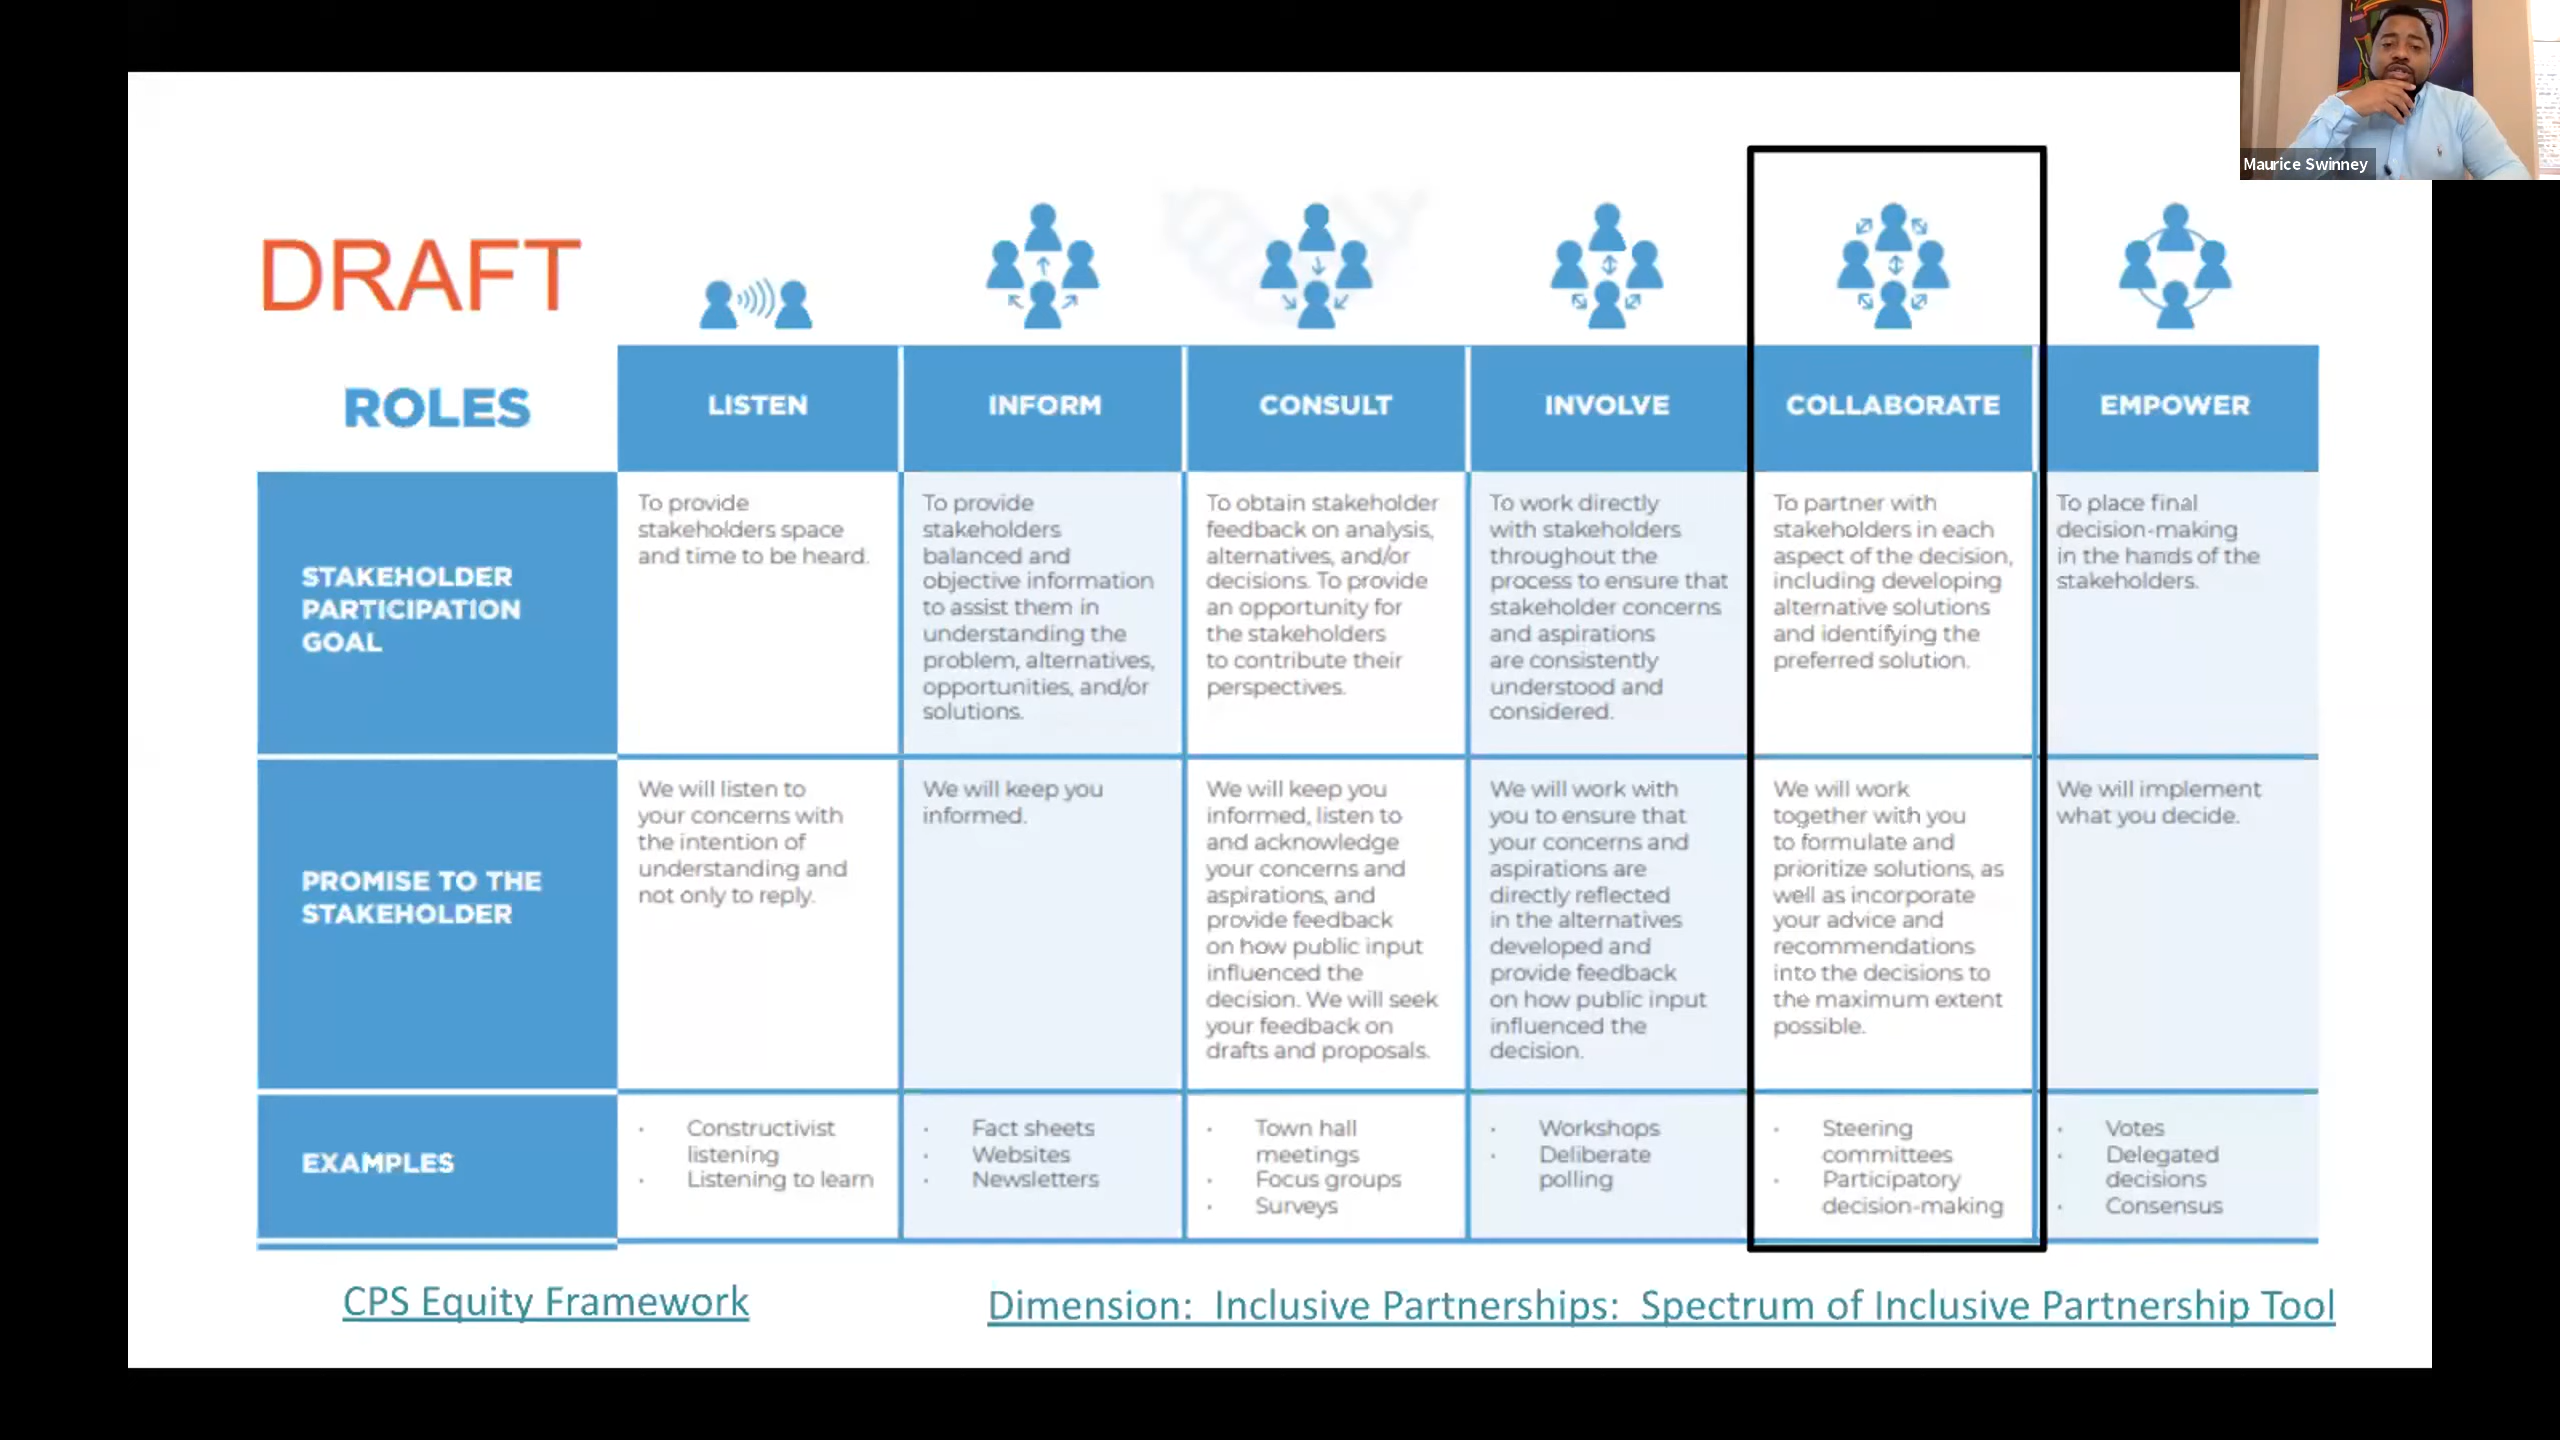 Maurice Swinney
DRAFT
ROLES
LISTEN
INFORM
CONSULT
INVOLVE
COLLABORATE
EMPOWER
STAKEHOLDER
PARTICIPATION
GOAL
To provide
stakeholders space
and time to be heard.
To provide
stakeholders
balanced and
objective information
to assist them in
understanding the
problem, alternatives,
opportunities, and/or
solutions.
To obtain stakeholder
feedback on analysis,
alternatives, and/or
decisions. To provide
an opportunity for
the stakeholders
to contribute their
perspectives.
To work directly
with stakeholders
throughout the
process to ensure that
stakeholder concerns
and aspirations
are consistently
understood and
considered.
To partner with
stakeholders in each
aspect of the decision,
including developing
alternative solutions
and identifying the
preferred solution.
To place final
decision-making
in the hands of the
stakeholders.
PROMISE TO THE
STAKEHOLDER
We will listen to
your concerns with
the intention of
understanding and
not only to reply.
We will keep you
informed.
We will keep you
informed, listen to
and acknowledge
your concerns and
aspirations, and
provide feedback
on how public input
influenced the
decision. We will seek
your feedback on
drafts and proposals.
We will work with
you to ensure that
your concerns and
aspirations are
directly reflected
in the alternatives
developed and
provide feedback
on how public input
influenced the
decision.
We will work
together with you
to formulate and
prioritize solutions, as
well as incorporate
your advice and
recommendations
into the decisions to
the maximum extent
possible.
We will implement
what you decide.
EXAMPLES
· Constructivist
listening
· Listening to learn
· Fact sheets
· Websites
· Newsletters
· Town hall
meetings
· Focus groups
· Surveys
· Workshops
· Deliberate
polling
· Steering
committees
· Participatory
decision-making
· Votes
· Delegated
decisions
· Consensus
CPS Equity Framework
Dimension: Inclusive Partnerships: Spectrum of Inclusive Partnership Tool